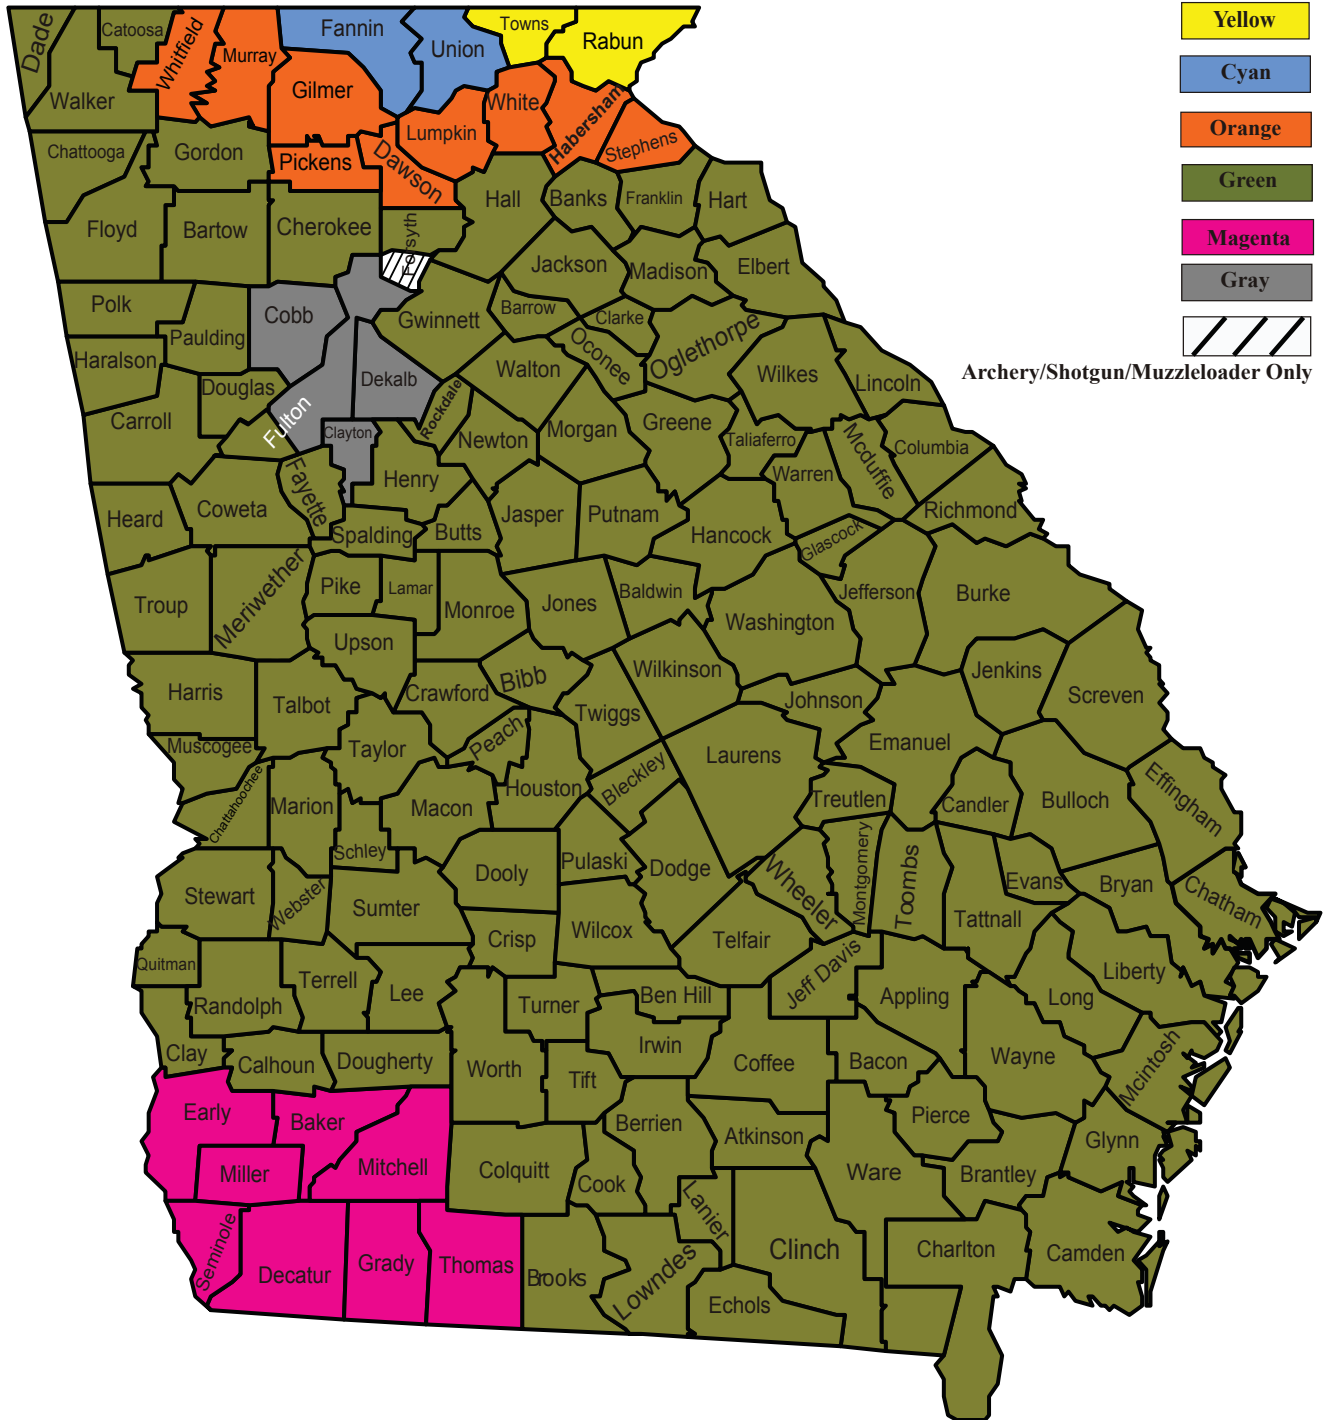 Yellow
Cyan
Orange
Green
Magenta
Gray
Archery/Shotgun/Muzzleloader Only
Dade
Catoosa
Whitfield
Murray
Fannin
Union
Towns
Rabun
Walker
Gilmer
White
Habersham
Lumpkin
Stephens
Chattooga
Gordon
Pickens
Dawson
Hall
Banks
Franklin
Hart
Floyd
Bartow
Cherokee
Forsyth
Jackson
Madison
Elbert
Polk
Cobb
Gwinnett
Barrow
Clarke
Oconee
Oglethorpe
Paulding
Haralson
Douglas
Dekalb
Rockdale
Walton
Wilkes
Lincoln
Carroll
Fulton
Clayton
Newton
Morgan
Greene
Taliaferro
Mcduffie
Columbia
Warren
Heard
Coweta
Fayette
Henry
Spalding
Butts
Jasper
Putnam
Hancock
Glascock
Richmond
Troup
Meriwether
Pike
Lamar
Monroe
Jones
Baldwin
Washington
Jefferson
Burke
Upson
Harris
Talbot
Crawford
Bibb
Wilkinson
Twiggs
Johnson
Jenkins
Screven
Muscogee
Taylor
Peach
Houston
Bleckley
Laurens
Emanuel
Chattahoochee
Marion
Macon
Treutlen
Candler
Bulloch
Effingham
Schley
Dooly
Pulaski
Dodge
Wheeler
Montgomery
Toombs
Evans
Bryan
Chatham
Stewart
Webster
Sumter
Crisp
Wilcox
Telfair
Tattnall
Quitman
Randolph
Terrell
Lee
Turner
Ben Hill
Jeff Davis
Appling
Long
Liberty
Clay
Calhoun
Dougherty
Worth
Tift
Irwin
Coffee
Bacon
Wayne
Mcintosh
Early
Baker
Mitchell
Miller
Colquitt
Cook
Berrien
Atkinson
Pierce
Ware
Brantley
Glynn
Seminole
Decatur
Grady
Thomas
Brooks
Lowndes
Lanier
Clinch
Echols
Charlton
Camden